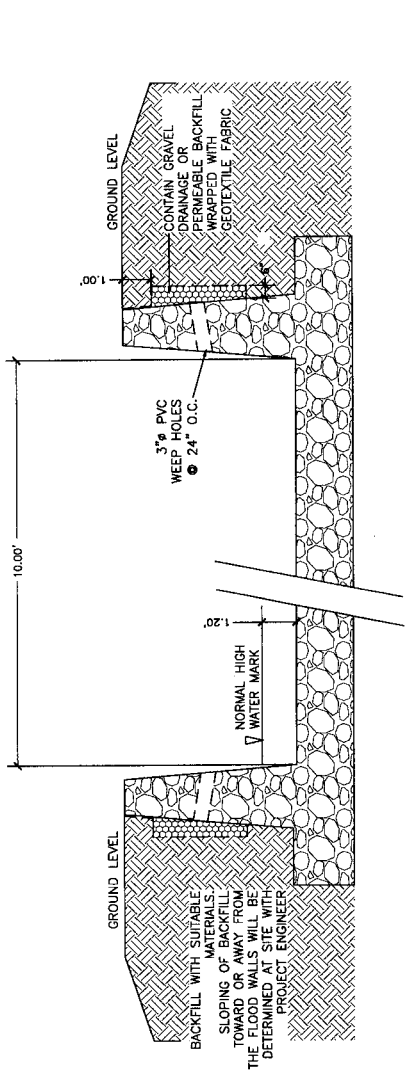 GROUND LEVEL
BACKFILL WITH SUITABLE
MATERIALS.
SLOPING OF BACKFILL
TOWARD OR AWAY FROM
THE FLOOD WALLS WILL BE
DETERMINED AT SITE WITH
PROJECT ENGINEER
10.00'
NORMAL HIGH
WATER MARK
1.20'
3"ø PVC
WEEP HOLES
@ 24" O.C.
GROUND LEVEL
1.00'
CONTAIN GRAVEL
DRAINAGE OR
PERMEABLE BACKFILL
WRAPPED WITH
GEOTEXTILE FABRIC
6"